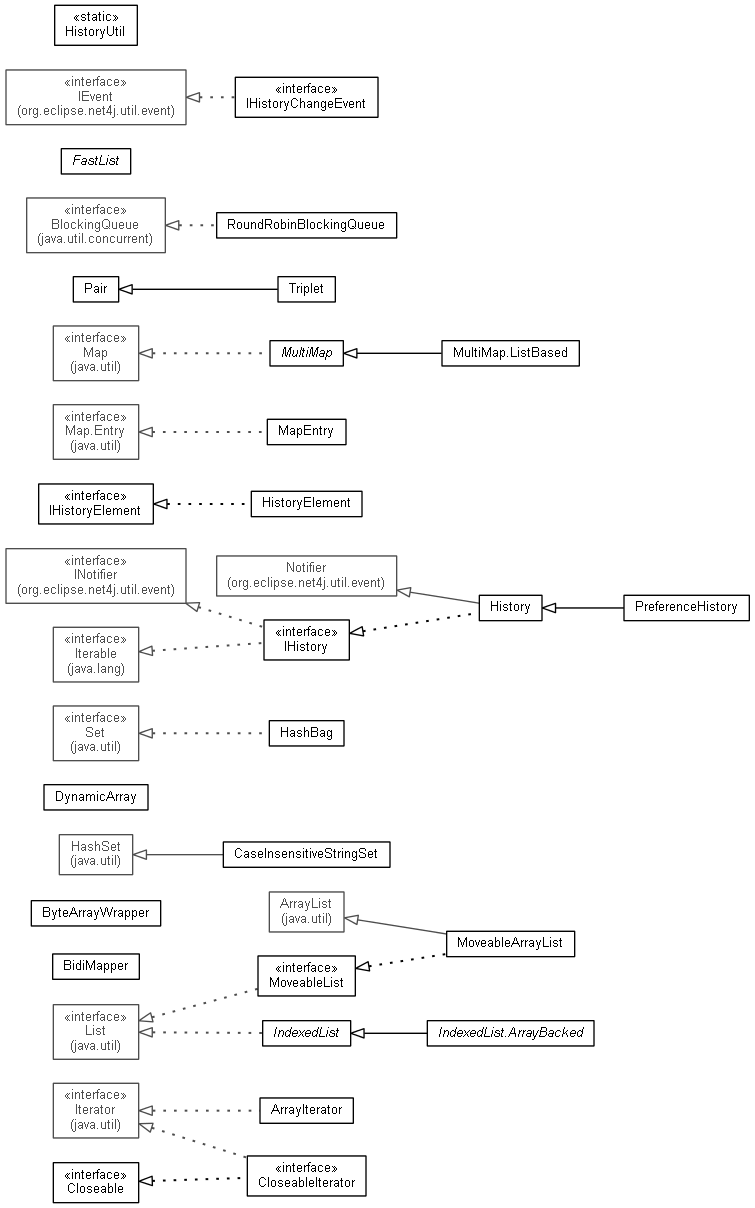 «static»
HistoryUtil
«interface»
IEvent
(org.eclipse.net4j.util.event)
«interface»
IHistoryChangeEvent
FastList
«interface»
BlockingQueue
(java.util.concurrent)
RoundRobinBlockingQueue
Pair
Triplet
«interface»
Map
(java.util)
MultiMap
MultiMap.ListBased
«interface»
Map.Entry
(java.util)
MapEntry
«interface»
IHistoryElement
HistoryElement
«interface»
INotifier
(org.eclipse.net4j.util.event)
Notifier
(org.eclipse.net4j.util.event)
History
PreferenceHistory
«interface»
Iterable
(java.lang)
«interface»
IHistory
«interface»
Set
(java.util)
HashBag
DynamicArray
HashSet
(java.util)
CaseInsensitiveStringSet
ByteArrayWrapper
ArrayList
(java.util)
MoveableArrayList
BidiMapper
«interface»
MoveableList
«interface»
List
(java.util)
IndexedList
IndexedList.ArrayBacked
«interface»
Iterator
(java.util)
ArrayIterator
«interface»
Closeable
«interface»
CloseableIterator